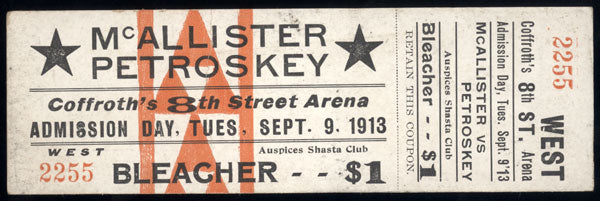 McALLISTER
PETROSKEY
Coffroth's 8th Street Arena
ADMISSION DAY, TUES, SEPT. 9, 1913
WEST
Auspices Shasta Club
2255
BLEACHER - - $1
RETAIN THIS COUPON.
Bleacher - - $1
Auspices Shasta Club
McALLISTER VS
PETROSKEY
Admission Day, Tues. Sept. 9 '13
Coffroth's 8th ST. Arena
2255 WEST